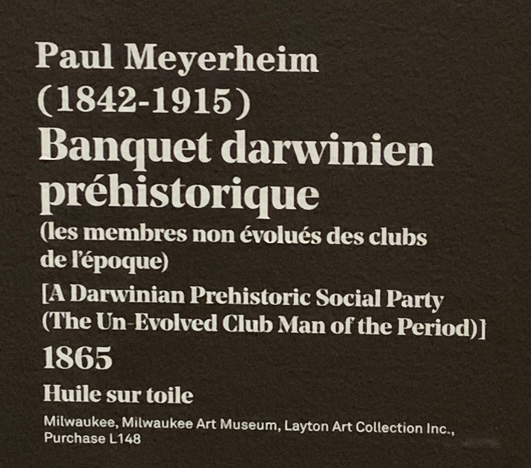 Paul Meyerheim
(1842-1915)
Banquet darwinien
préhistorique
(les membres non évolués des clubs
de l'époque)
[A Darwinian Prehistoric Social Party
(The Un-Evolved Club Man of the Period)]
1865
Huile sur toile
Milwaukee, Milwaukee Art Museum, Layton Art Collection Inc.,
Purchase L148